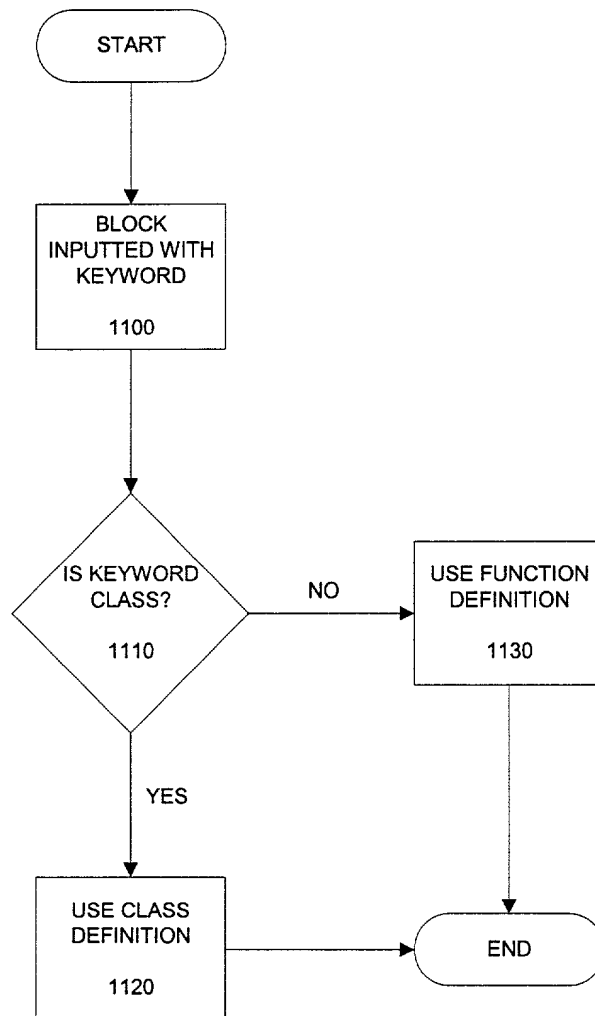 START
BLOCK
INPUTTED WITH
KEYWORD
1100
IS KEYWORD
CLASS?
1110
NO
USE FUNCTION
DEFINITION
1130
YES
USE CLASS
DEFINITION
1120
END